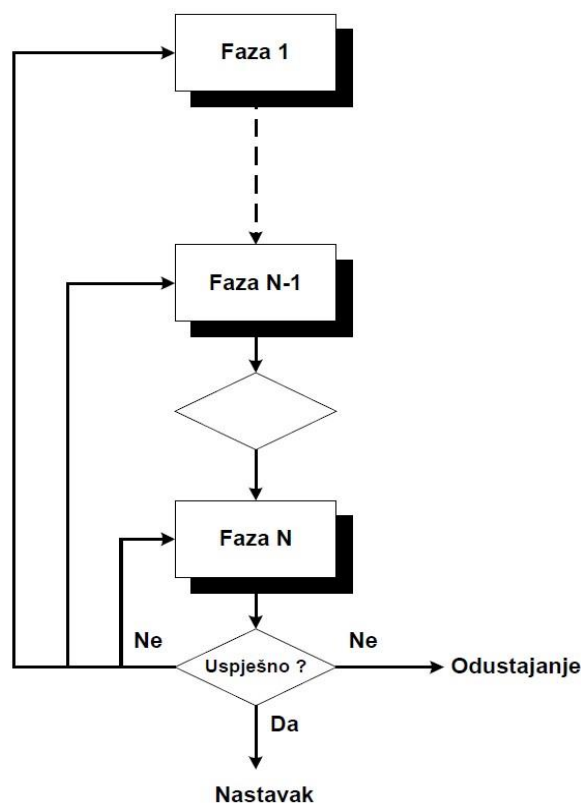 Faza 1
Faza N-1
Faza N
Ne
Ne
Uspješno ?
Odustajanje
Da
Nastavak